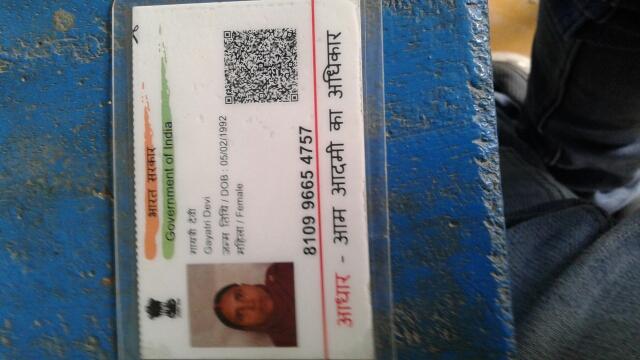 भारत सरकार
Government of India
गायत्री देवी
Gayatri Devi
जन्म तिथि / DOB : 05/02/1992
महिला / Female
8109 9665 4757
आधार - आम आदमी का अधिकार